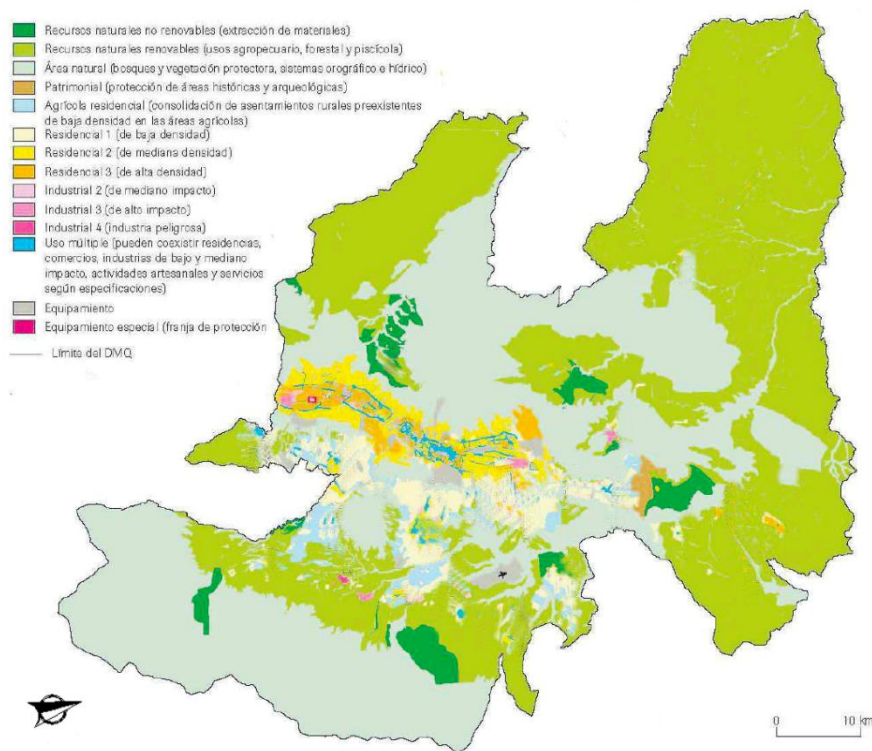 Recursos naturales no renovables (extracción de materiales)
Recursos naturales renovables (usos agropecuario, forestal y piscícola)
Área natural (bosques y vegetación protectora, sistemas orográfico e hídrico)
Patrimonial (protección de áreas históricas y arqueológicas)
Agrícola residencial (consolidación de asentamientos rurales preexistentes
de baja densidad en las áreas agrícolas)
Residencial 1 (de baja densidad)
Residencial 2 (de mediana densidad)
Residencial 3 (de alta densidad)
Industrial 2 (de mediano impacto)
Industrial 3 (de alto impacto)
Industrial 4 (industria peligrosa)
Uso múltiple (pueden coexistir residencias,
comercios, industrias de bajo y mediano
impacto, actividades artesanales y servicios
según especificaciones)
Equipamiento
Equipamiento especial (franja de protección
Límite del DMQ
0 10 km